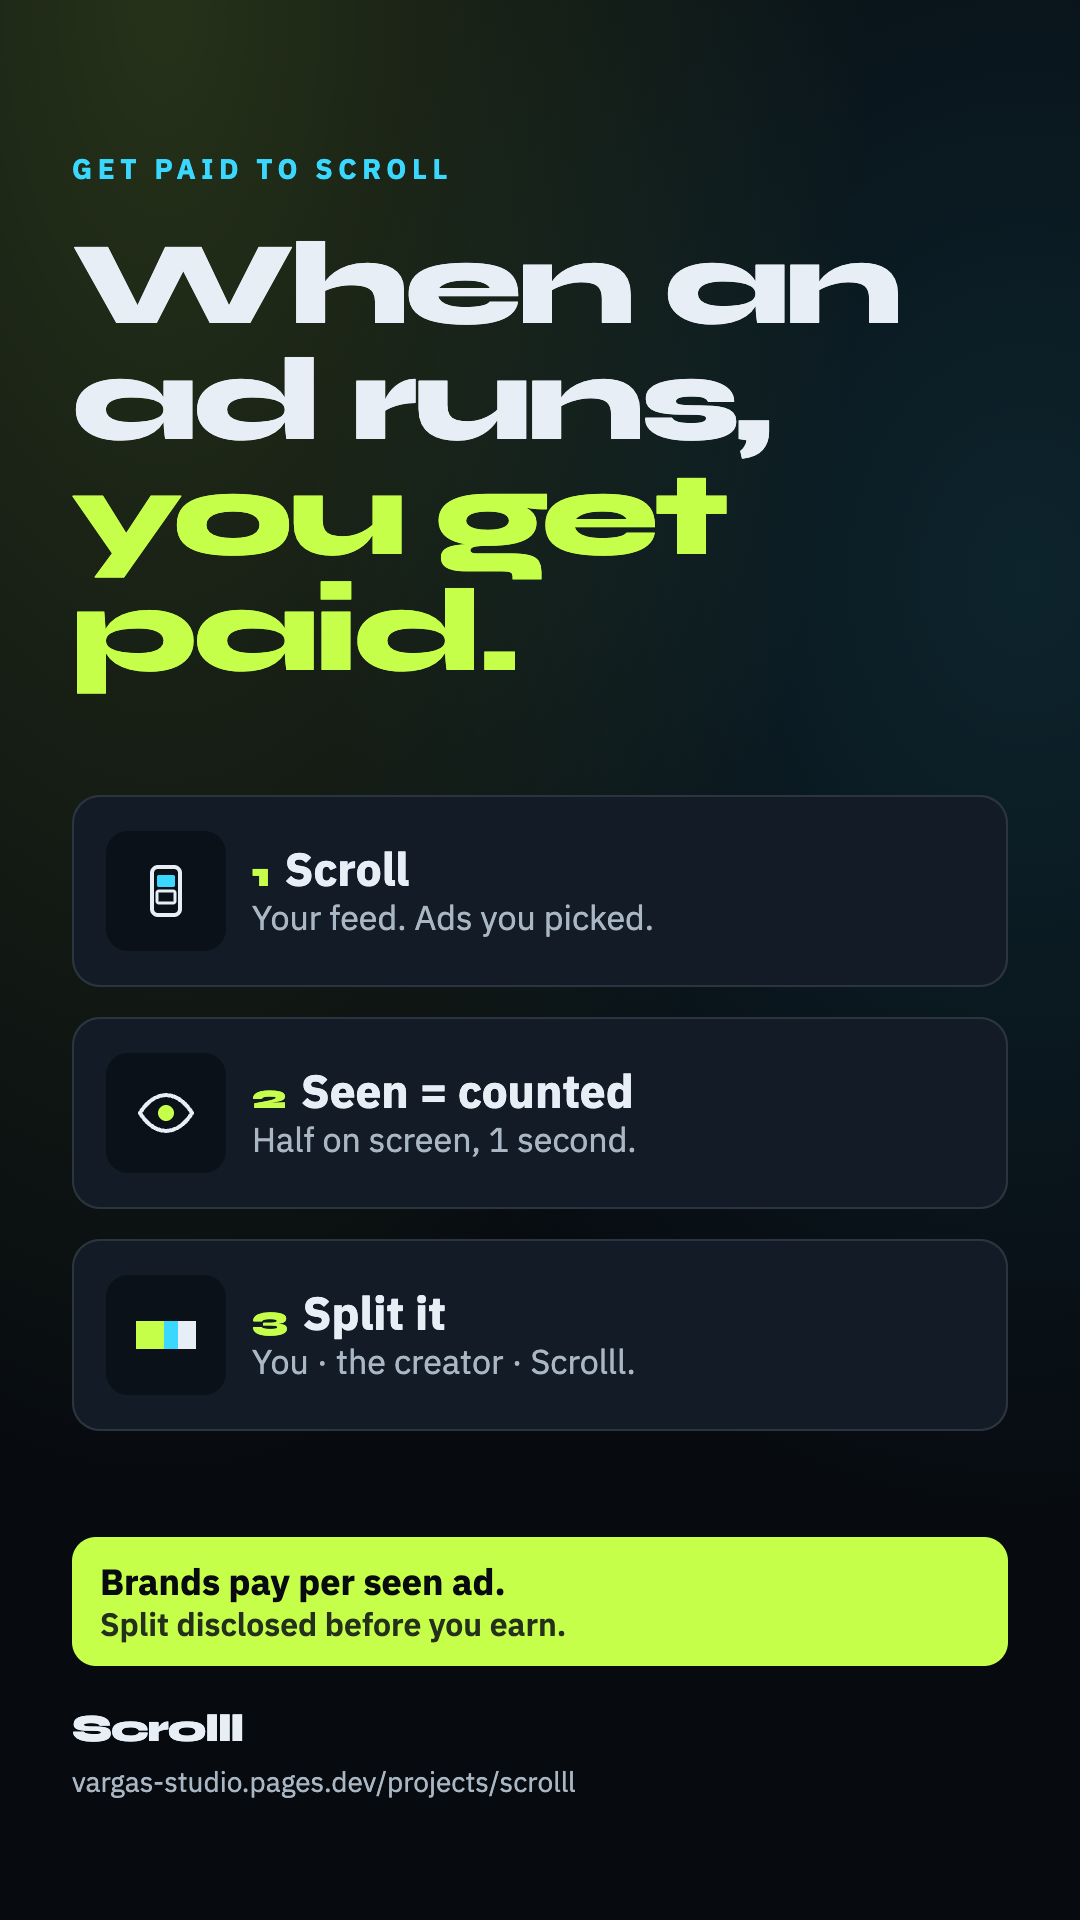 GET PAID TO SCROLL
When an
ad runs,
you get
paid.
1 Scroll
Your feed. Ads you picked.
2 Seen = counted
Half on screen, 1 second.
3 Split it
You · the creator · Scrolll.
Brands pay per seen ad.
Split disclosed before you earn.
Scrolll
vargas-studio.pages.dev/projects/scrolll